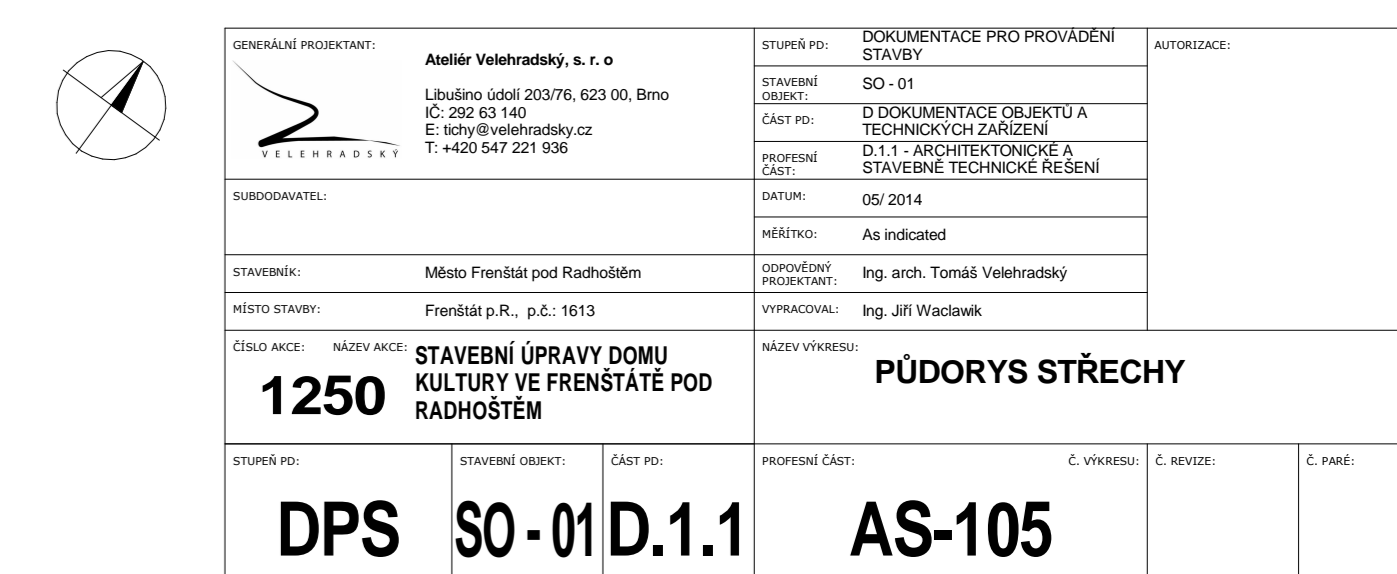 GENERÁLNÍ PROJEKTANT:
VELEHRADSKÝ
Ateliér Velehradský, s. r. o
Libušino údolí 203/76, 623 00, Brno
IČ: 292 63 140
E: tichy@velehradsky.cz
T: +420 547 221 936
STUPEŇ PD:
DOKUMENTACE PRO PROVÁDĚNÍ
STAVBY
STAVEBNÍ
OBJEKT:
SO - 01
ČÁST PD:
D DOKUMENTACE OBJEKTŮ A
TECHNICKÝCH ZAŘÍZENÍ
PROFESNÍ
ČÁST:
D.1.1 - ARCHITEKTONICKÉ A
STAVEBNĚ TECHNICKÉ ŘEŠENÍ
AUTORIZACE:
SUBDODAVATEL:
DATUM:
05/ 2014
MĚŘÍTKO:
As indicated
STAVEBNÍK:
Město Frenštát pod Radhoštěm
ODPOVĚDNÝ
PROJEKTANT:
Ing. arch. Tomáš Velehradský
MÍSTO STAVBY:
Frenštát p.R., p.č.: 1613
VYPRACOVAL:
Ing. Jiří Waclawik
ČÍSLO AKCE:
1250
NÁZEV AKCE:
STAVEBNÍ ÚPRAVY DOMU
KULTURY VE FRENŠTÁTĚ POD
RADHOŠTĚM
NÁZEV VÝKRESU:
PŮDORYS STŘECHY
STUPEŇ PD:
DPS
STAVEBNÍ OBJEKT:
SO - 01
ČÁST PD:
D.1.1
PROFESNÍ ČÁST:
Č. VÝKRESU:
AS-105
Č. REVIZE:
Č. PARÉ: